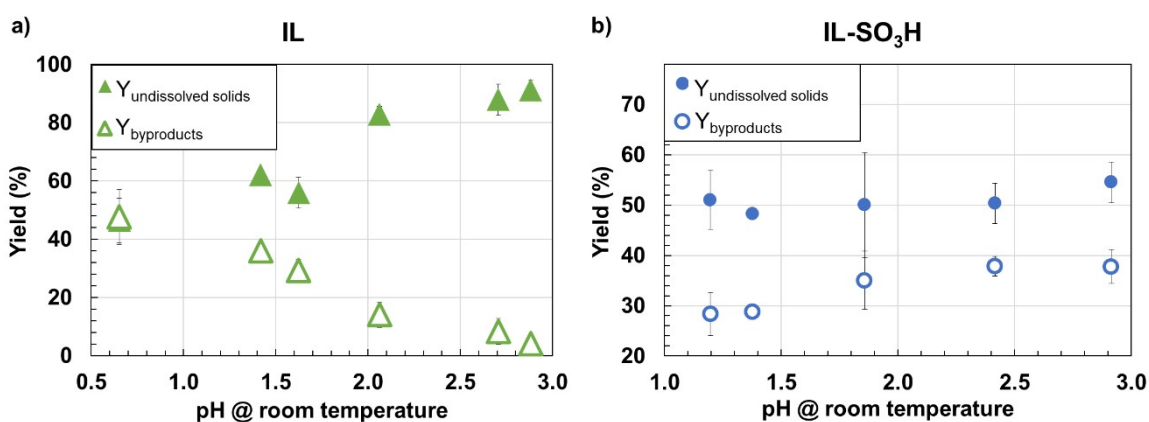 a)
IL
100
80
60
40
20
0
Yield (%)
Y undissolved solids
Y byproducts
0.5 1.0 1.5 2.0 2.5 3.0
pH @ room temperature
b)
IL-SO3H
70
60
50
40
30
20
Yield (%)
Y undissolved solids
Y byproducts
1.0 1.5 2.0 2.5 3.0
pH @ room temperature